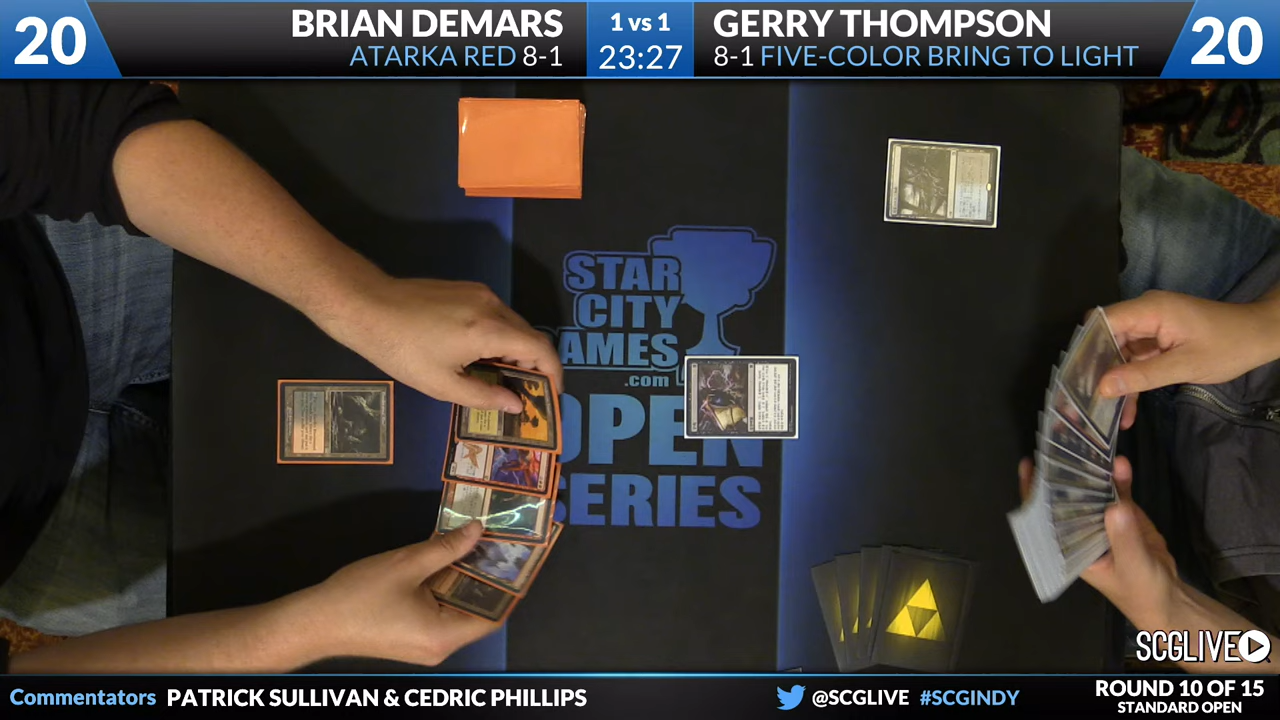 20
BRIAN DEMARS
ATARKA RED 8-1
1 vs 1
23:27
GERRY THOMPSON
8-1 FIVE-COLOR BRING TO LIGHT
20
STAR
CITY
GAMES
.com
OPEN
SERIES
SCGLIVE
Commentators PATRICK SULLIVAN & CEDRIC PHILLIPS
@SCGLIVE #SCGINDY
ROUND 10 OF 15
STANDARD OPEN